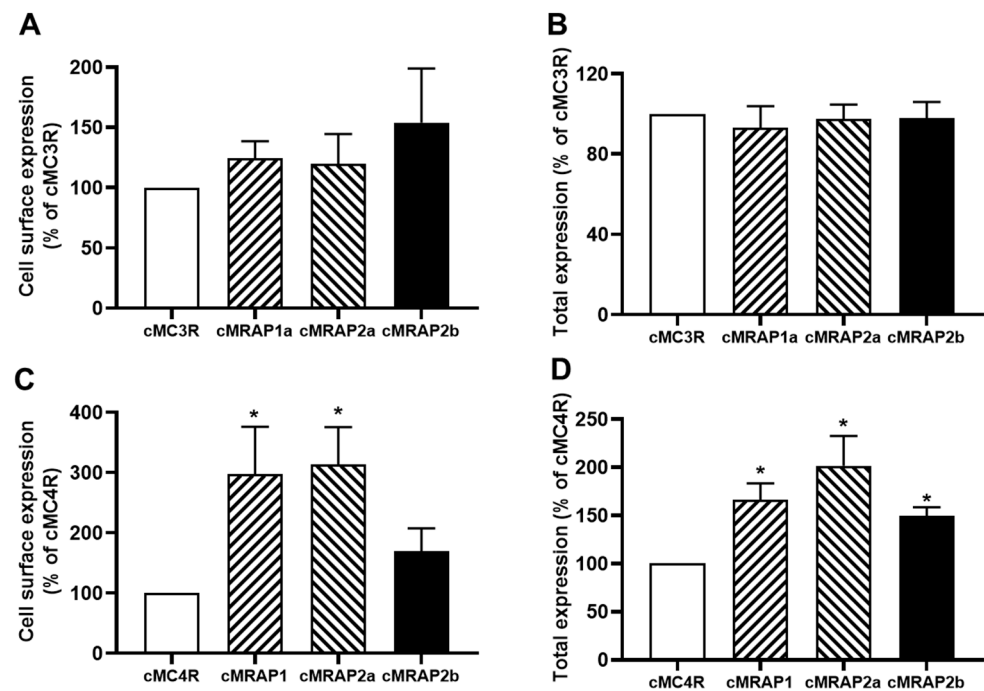 A
Cell surface expression
(% of cMC3R)
200
150
100
50
0
cMC3R cMRAP1a cMRAP2a cMRAP2b
B
Total expression (% of cMC3R)
120
80
40
0
cMC3R cMRAP1a cMRAP2a cMRAP2b
C
Cell surface expression
(% of cMC4R)
400
300
200
100
0
* *
cMC4R cMRAP1 cMRAP2a cMRAP2b
D
Total expression (% of cMC4R)
250
200
150
100
50
0
* * *
cMC4R cMRAP1 cMRAP2a cMRAP2b